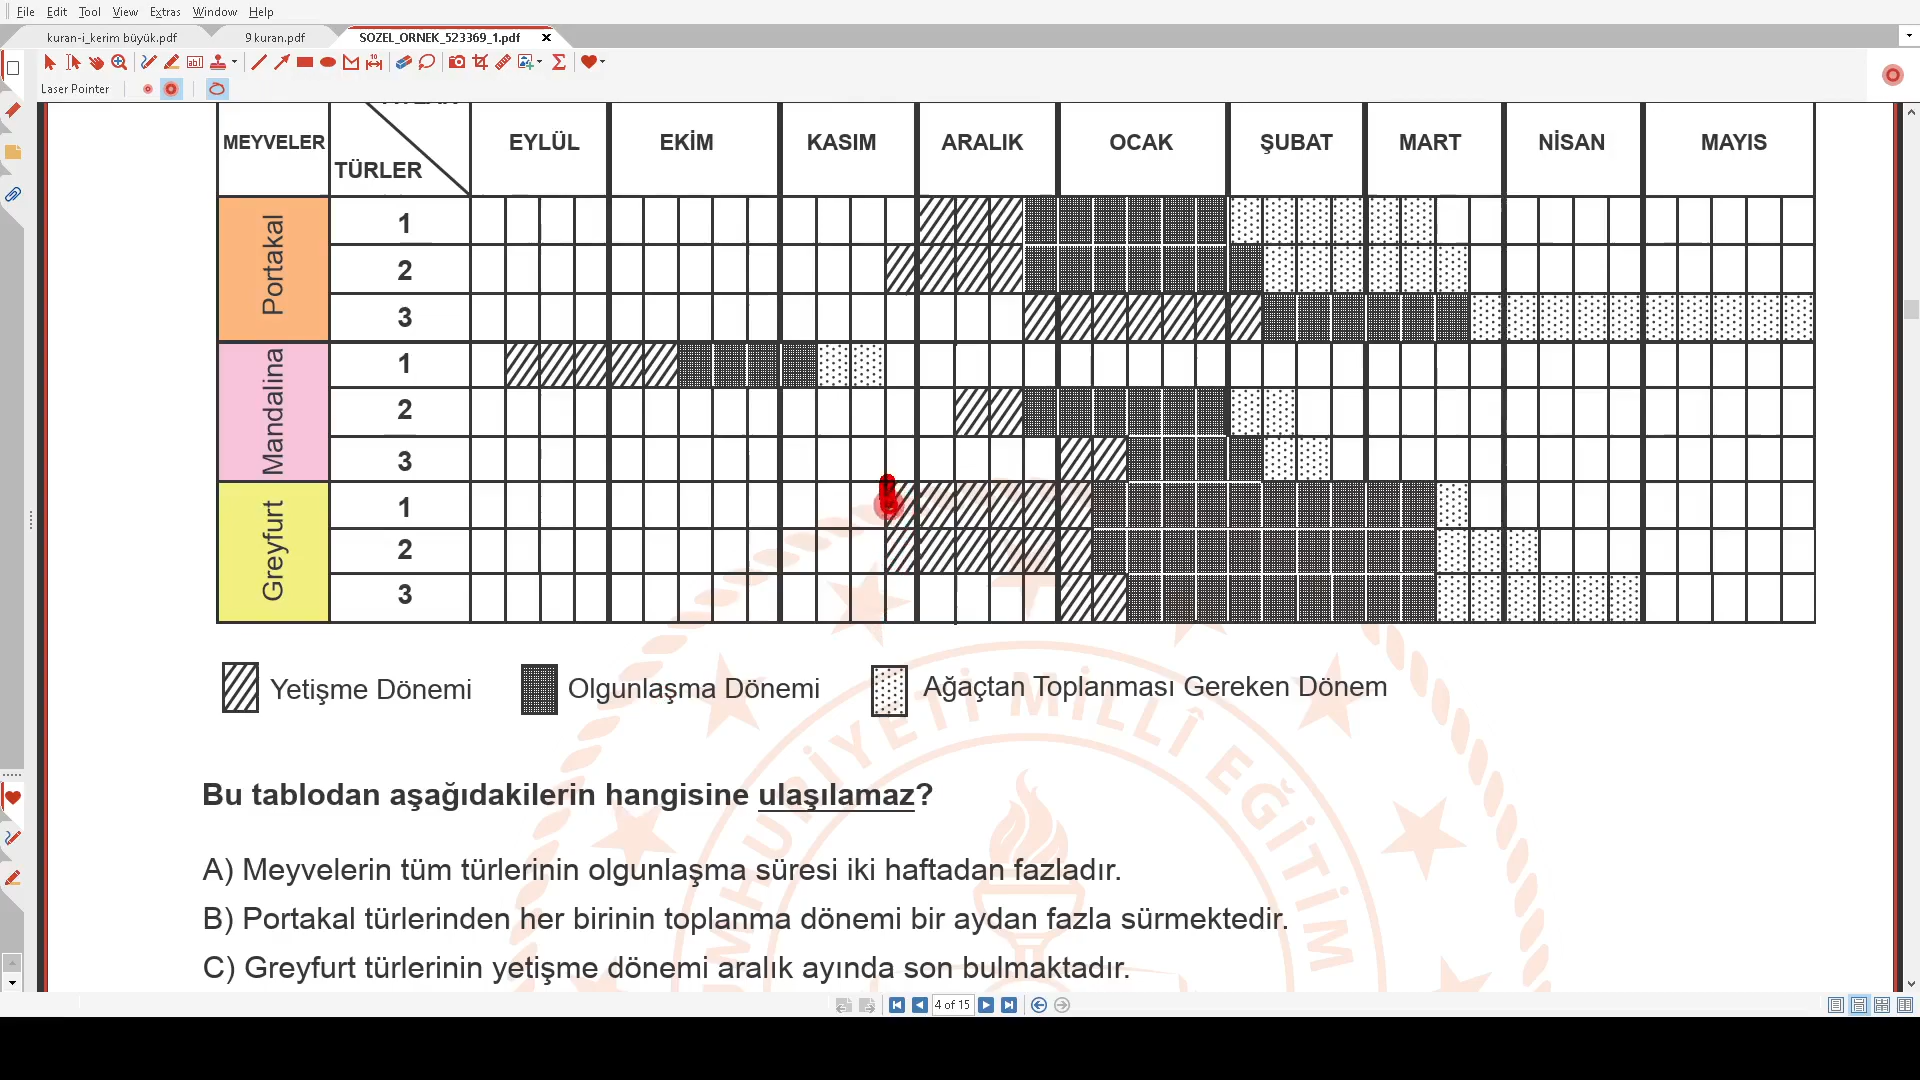 File Edit Tool View Extras Window Help
kuran-i_kerim büyük.pdf 9 kuran.pdf SOZEL_ORNEK_523369_1.pdf
Laser Pointer
MEYVELER TÜRLER EYLÜL EKİM KASIM ARALIK OCAK ŞUBAT MART NİSAN MAYIS
Portakal
1
2
3
Mandalina
1
2
3
Greyfurt
1
2
3
Yetişme Dönemi Olgunlaşma Dönemi Ağaçtan Toplanması Gereken Dönem
Bu tablodan aşağıdakilerin hangisine ulaşılamaz?
A) Meyvelerin tüm türlerinin olgunlaşma süresi iki haftadan fazladır.
B) Portakal türlerinden her birinin toplanma dönemi bir aydan fazla sürmektedir.
C) Greyfurt türlerinin yetişme dönemi aralık ayında son bulmaktadır.
4 of 15